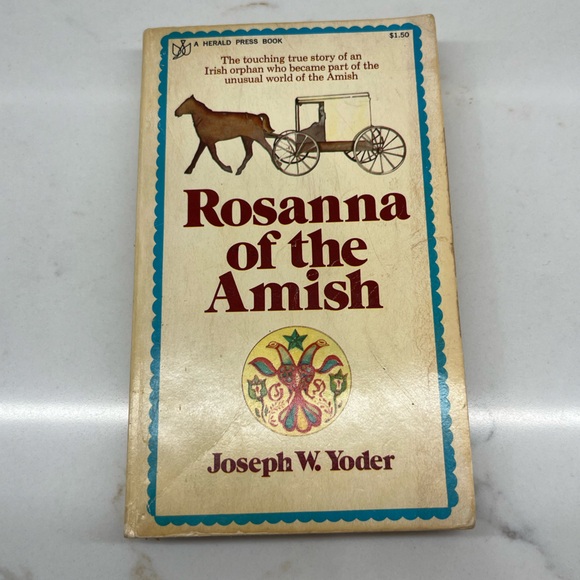 A HERALD PRESS BOOK
$1.50
The touching true story of an
Irish orphan who became part of the
unusual world of the Amish
Rosanna
of the
Amish
Joseph W. Yoder